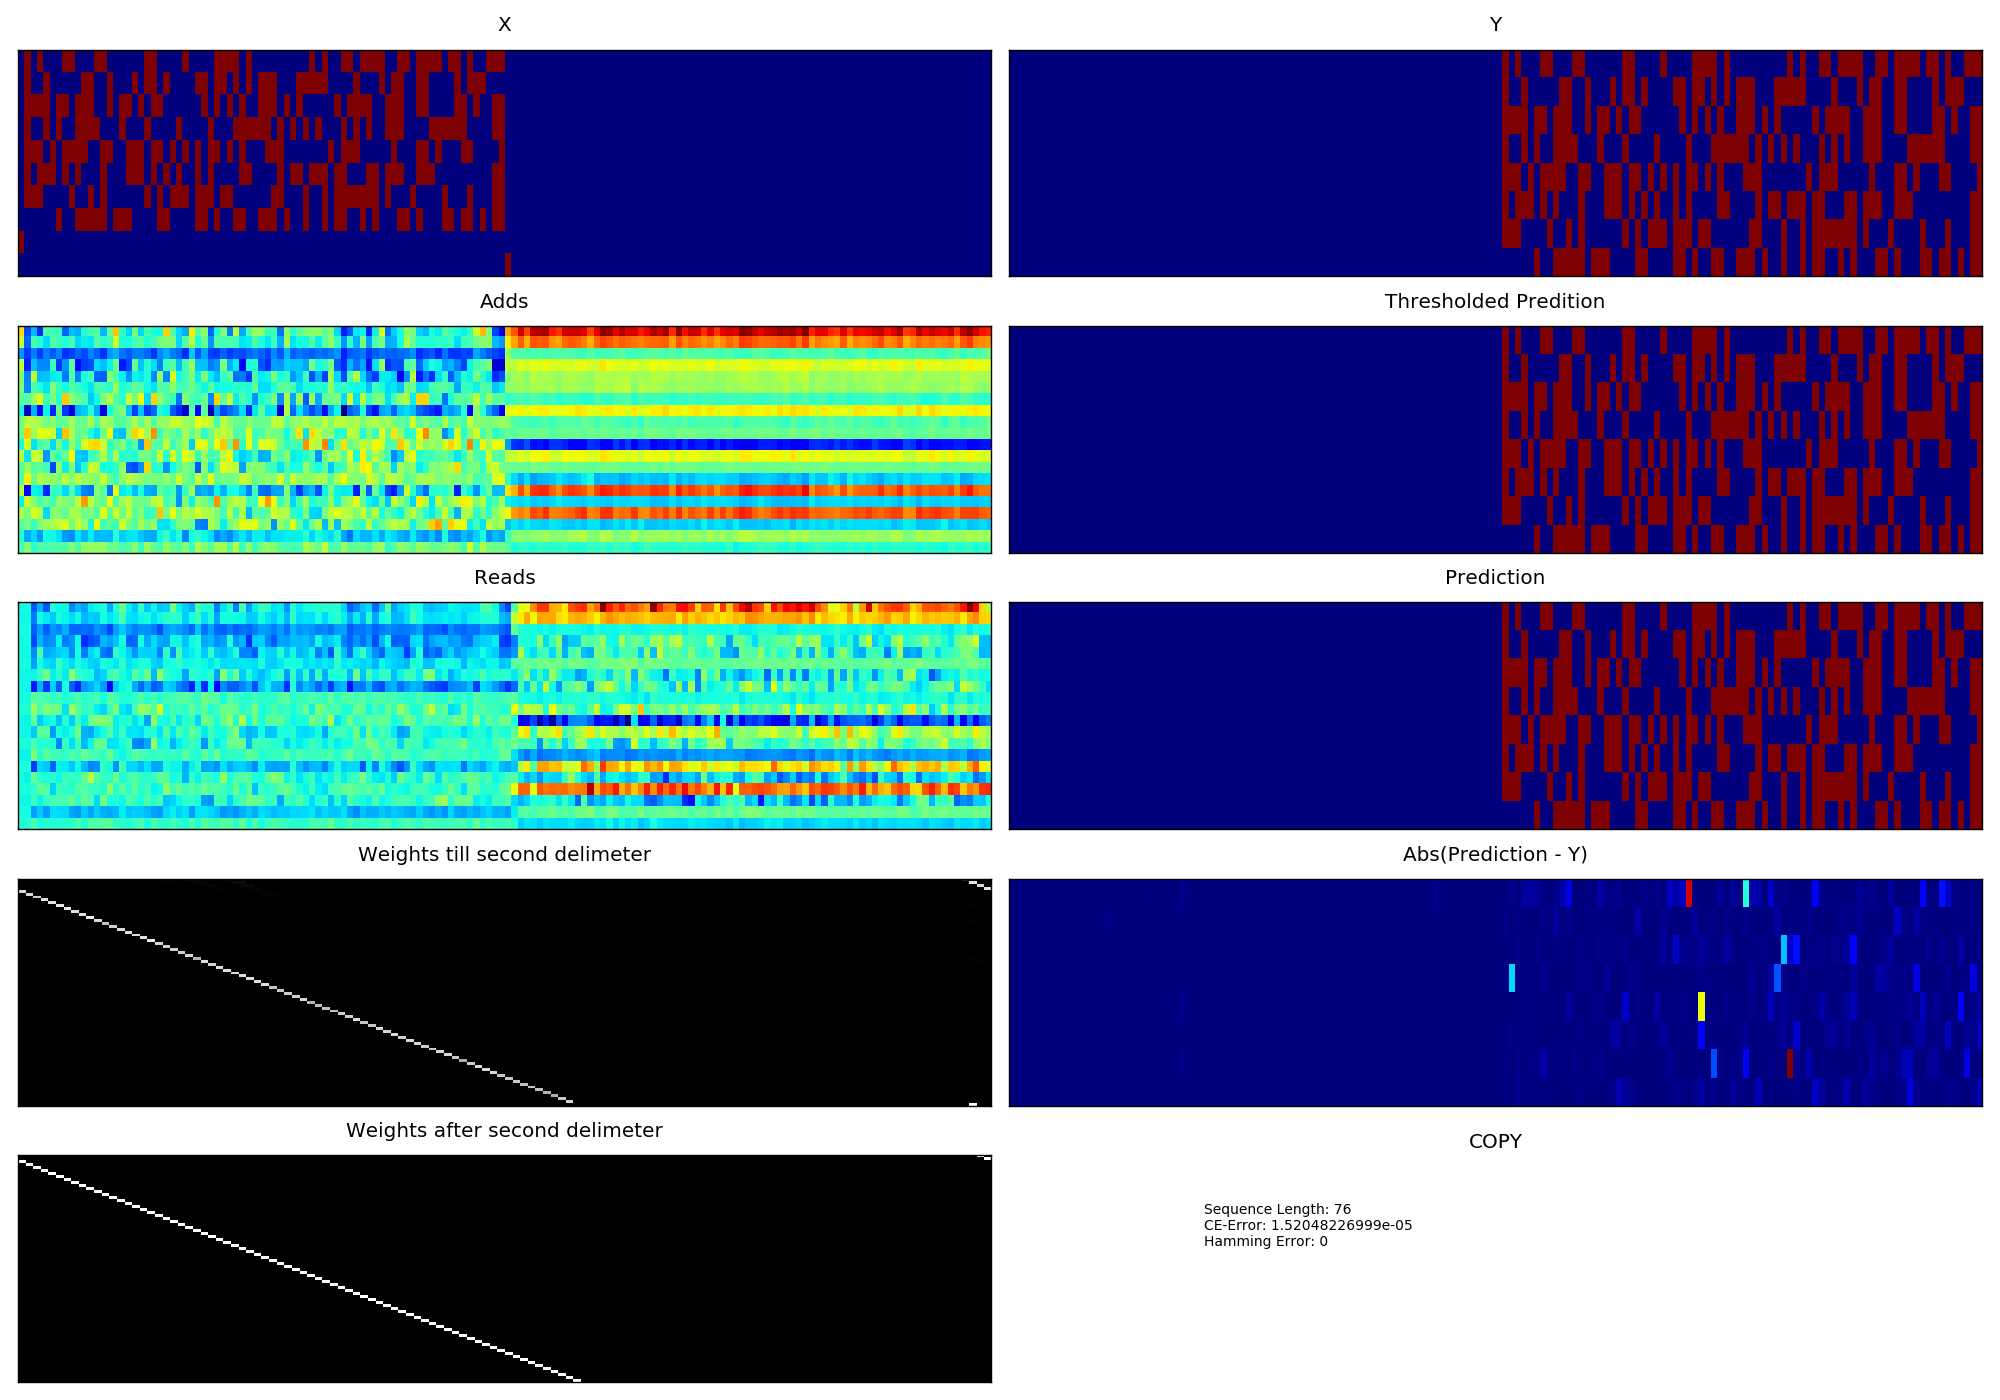 X
Y
Adds
Thresholded Predition
Reads
Prediction
Weights till second delimeter
Abs(Prediction - Y)
Weights after second delimeter
COPY
Sequence Length: 76
CE-Error: 1.52048226999e-05
Hamming Error: 0